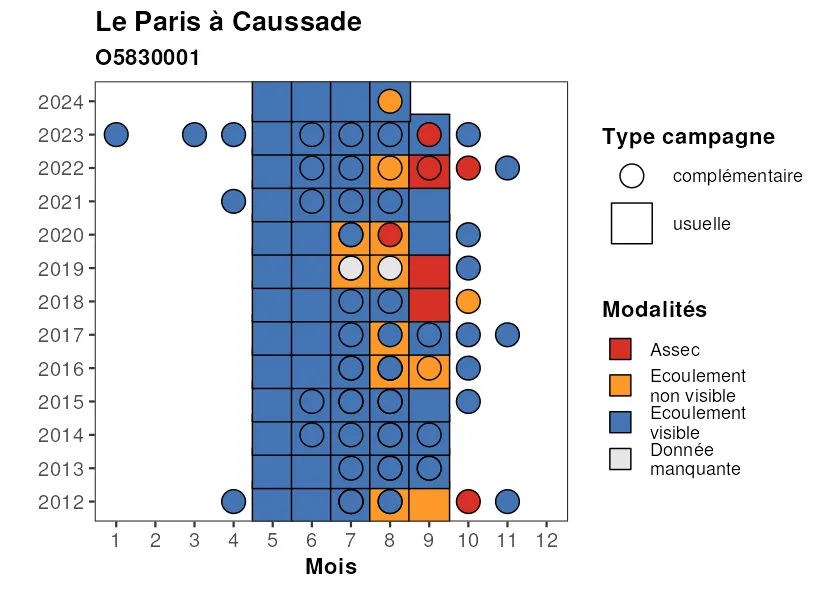 Le Paris à Caussade
O5830001
2024
2023
2022
2021
2020
2019
2018
2017
2016
2015
2014
2013
2012
1 2 3 4 5 6 7 8 9 10 11 12
Mois
Type campagne
complémentaire
usuelle
Modalités
Assec
Ecoulement
non visible
Ecoulement
visible
Donnée
manquante